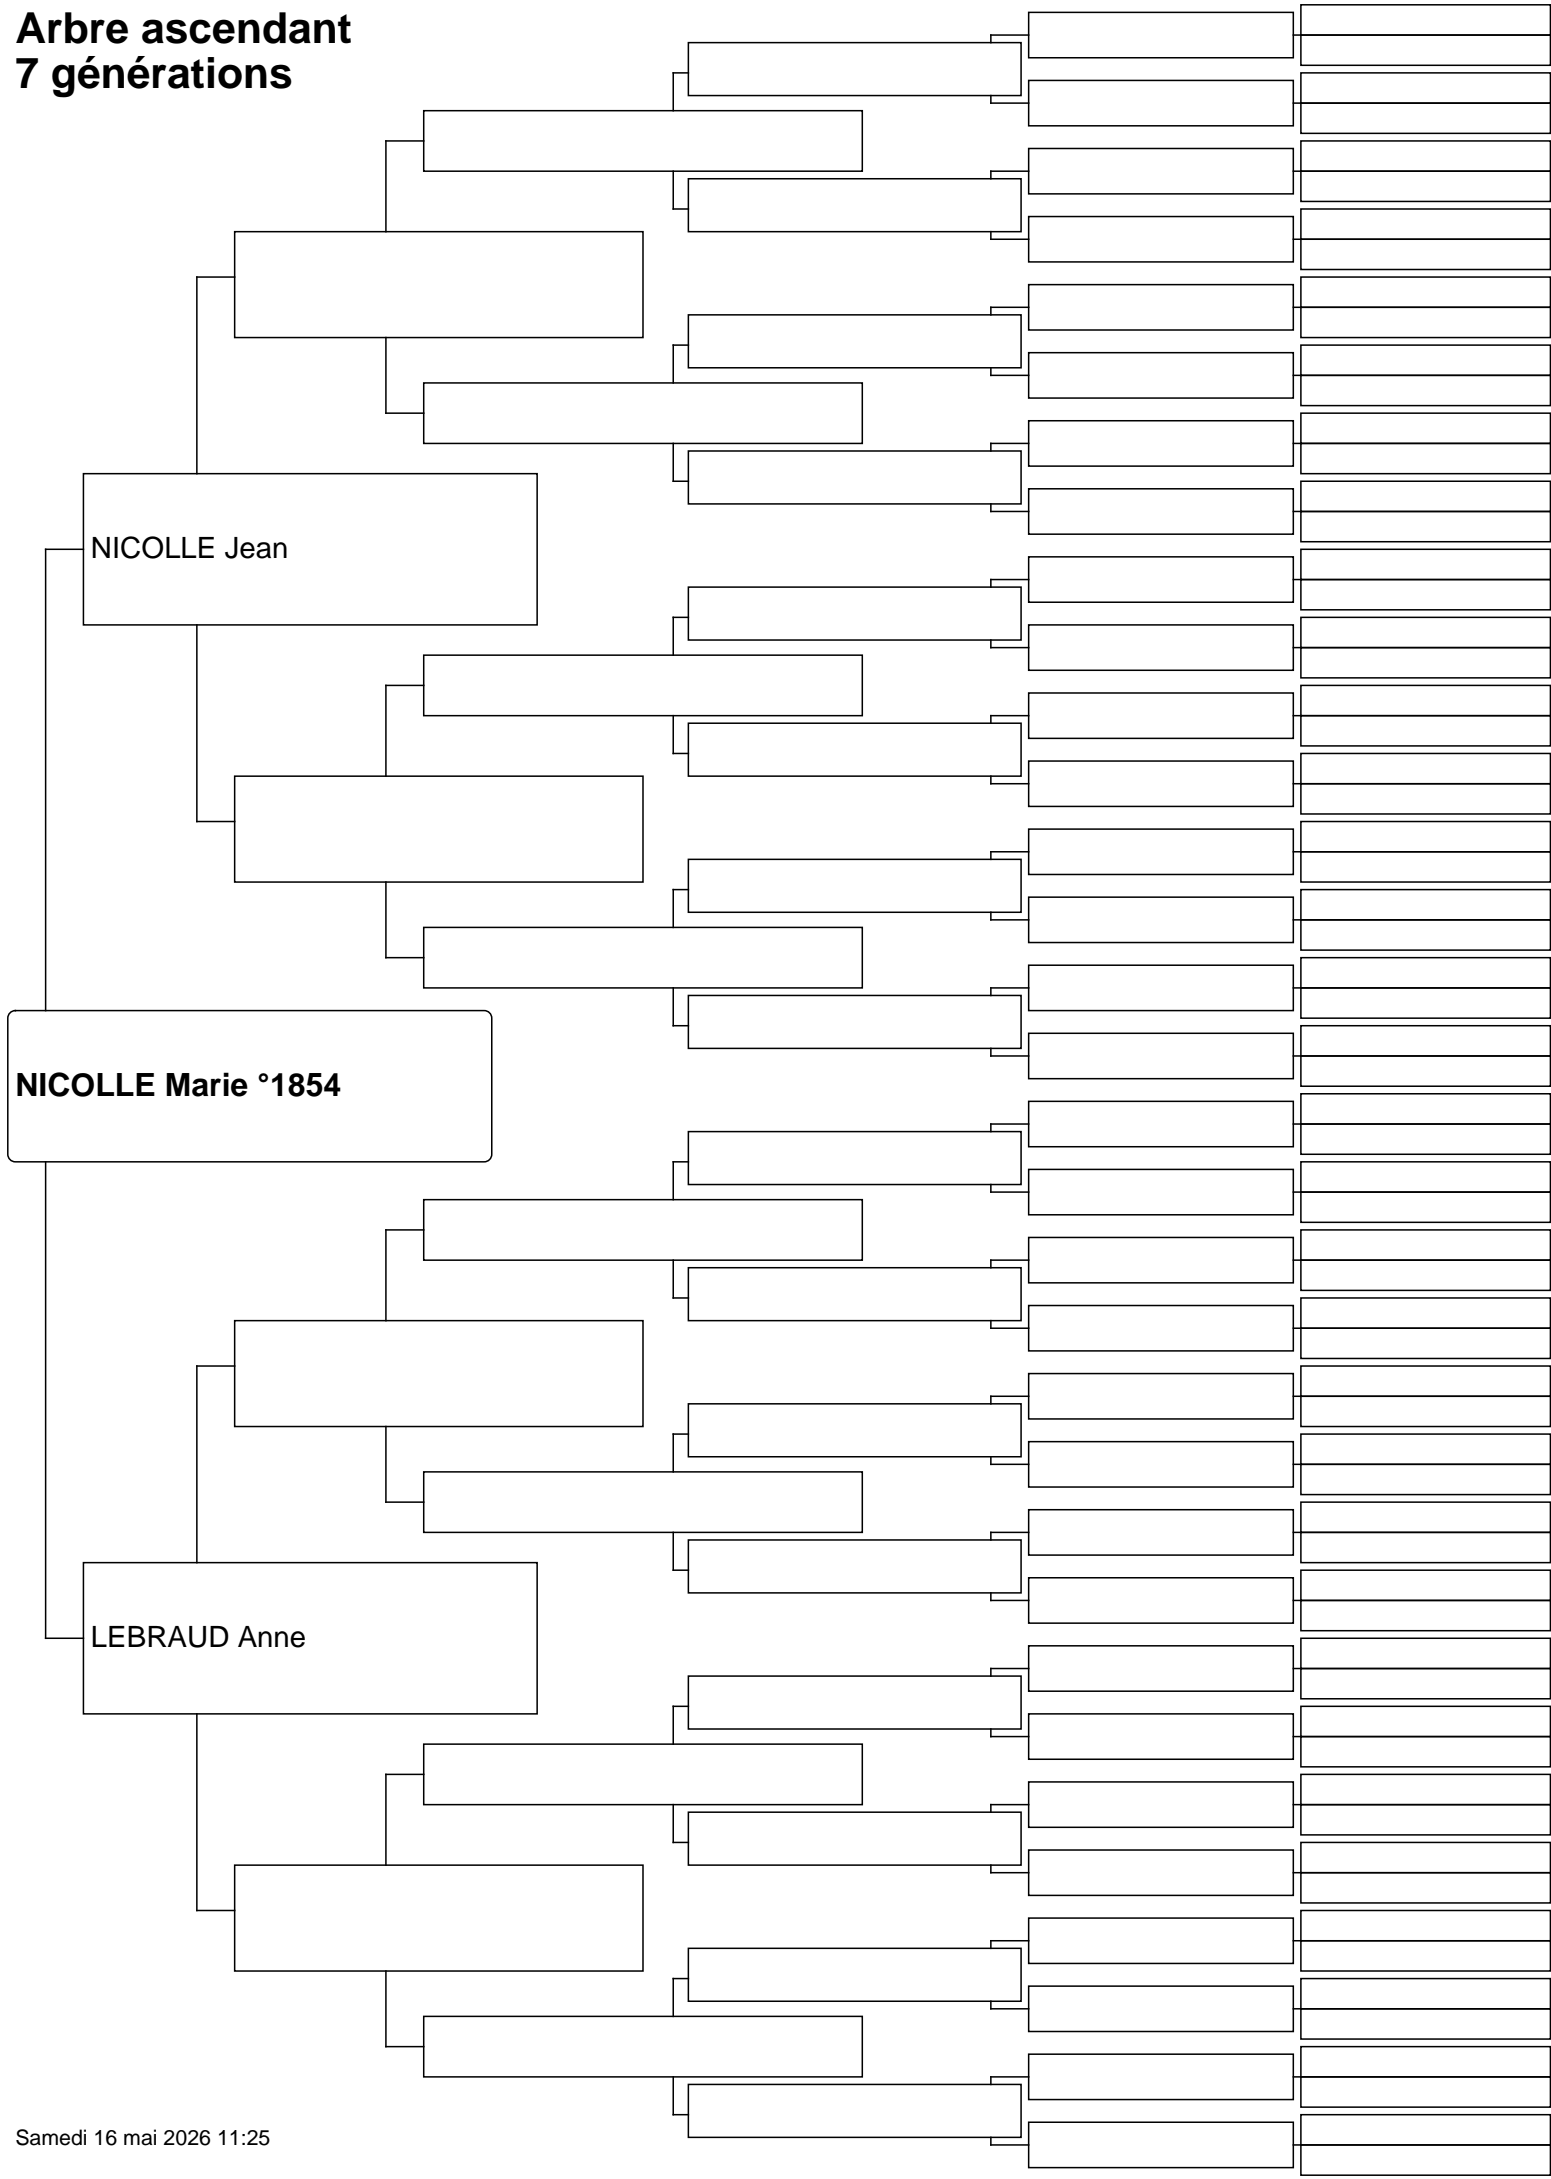 Arbre ascendant
7 générations
NICOLLE Jean
NICOLLE Marie °1854
LEBRAUD Anne
Samedi 16 mai 2026 11:25